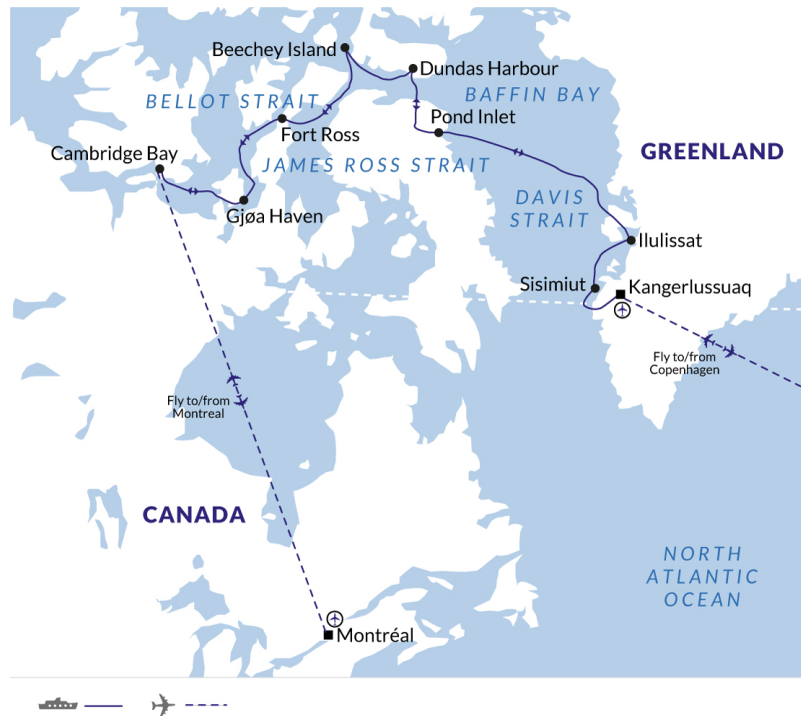 Beechey Island
Dundas Harbour
BELLOT STRAIT
BAFFIN BAY
Pond Inlet
Fort Ross
Cambridge Bay
JAMES ROSS STRAIT
GREENLAND
DAVIS
STRAIT
Gjøa Haven
Ilulissat
Sisimiut
Kangerlussuaq
Fly to/from
Copenhagen
Fly to/from
Montreal
CANADA
NORTH
ATLANTIC
OCEAN
Montréal